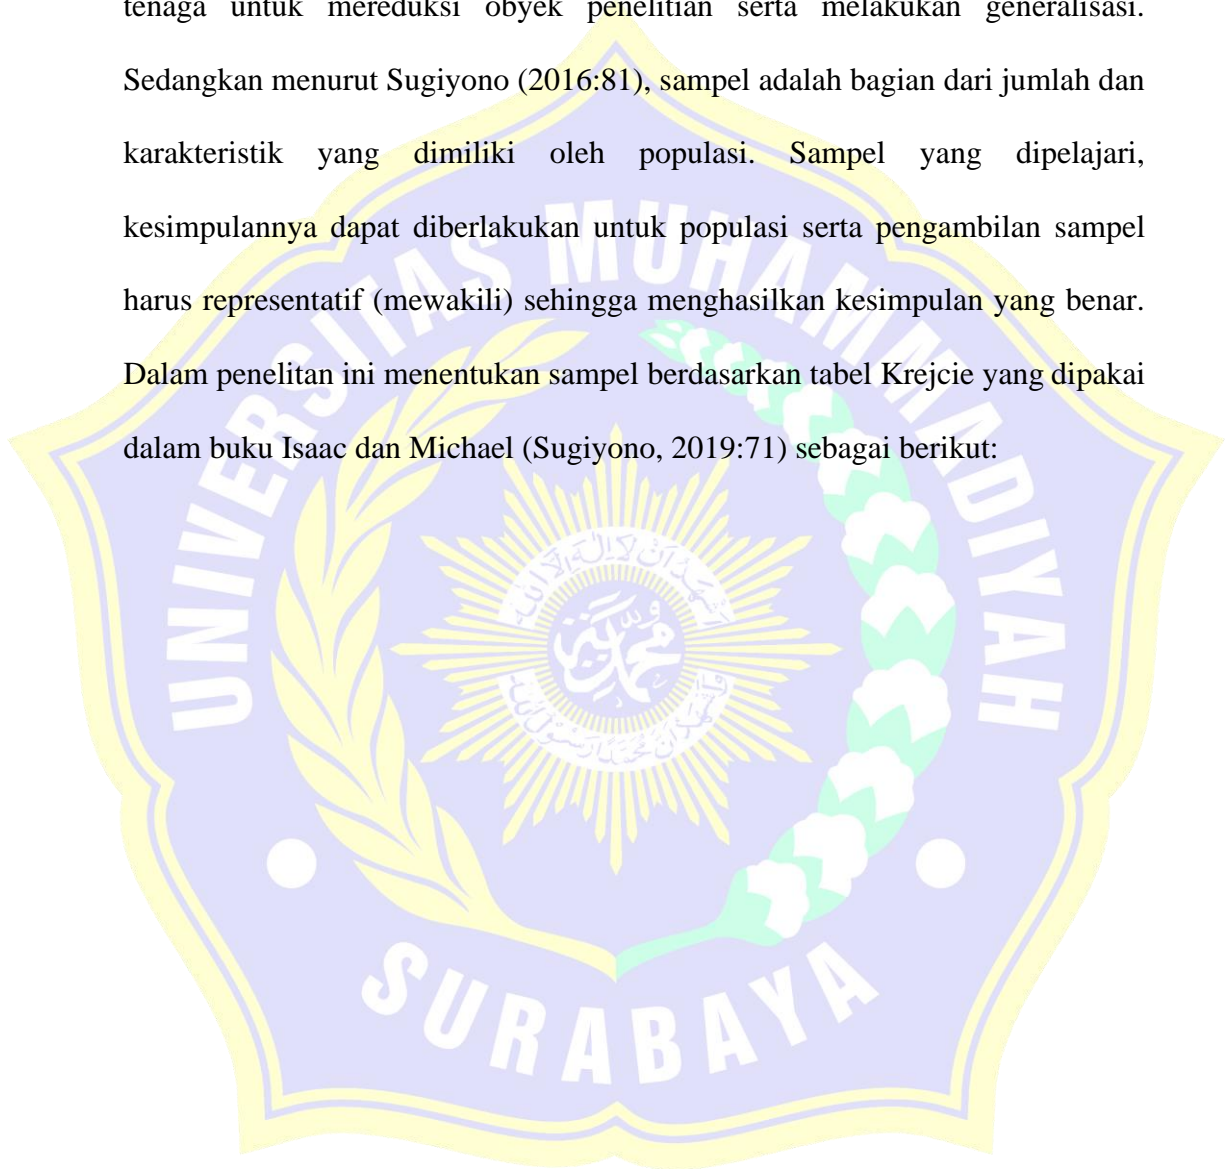 tenaga untuk mereduksi obyek penelitian serta melakukan generalisasi.
Sedangkan menurut Sugiyono (2016:81), sampel adalah bagian dari jumlah dan
karakteristik yang dimiliki oleh populasi. Sampel yang dipelajari,
kesimpulannya dapat diberlakukan untuk populasi serta pengambilan sampel
harus representatif (mewakili) sehingga menghasilkan kesimpulan yang benar.
Dalam penelitan ini menentukan sampel berdasarkan tabel Krejcie yang dipakai
dalam buku Isaac dan Michael (Sugiyono, 2019:71) sebagai berikut:
UNIVERSITAS MUHAMMADIYAH
SURABAYA